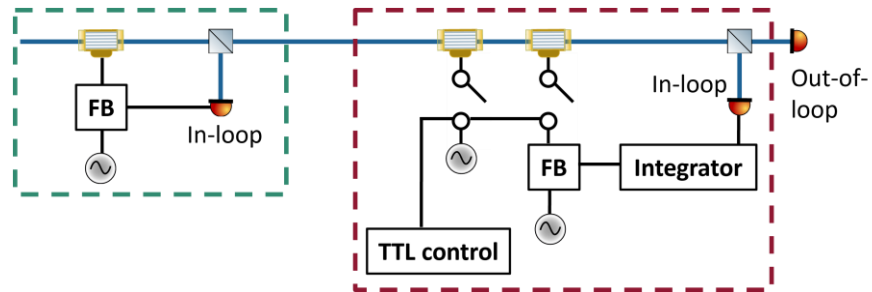 FB
In-loop
In-loop
Out-of-
loop
FB
Integrator
TTL control